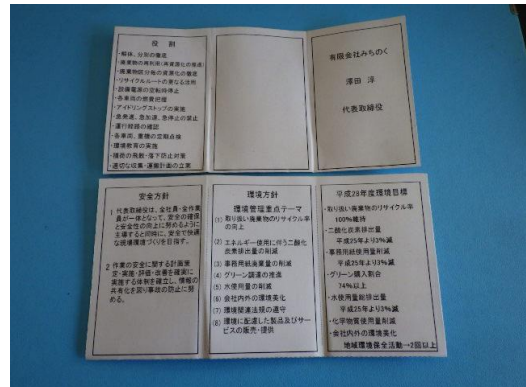 役 割
・解体、分別の徹底
・廃棄物の再利用(再資源化の推進)
・廃棄物区分毎の資源化の徹底
・リサイクルルートの更なる活用
・設備電源の定転時停止
・各車両の燃費把握
・アイドリングストップの実施
・急発進、急加速、急停止の禁止
・運行経路の確認
・各車両、重機の定期点検
・環境教育の実施
・積荷の飛散・落下防止対策
・適切な収集・運搬計画の立案
有限会社みちのく
澤田 淳
代表取締役
安全方針
1 代表取締役は、全社員・全作業
員が一体となって、安全の確保
と安全性の向上に努めるように
主導すると同時に、安全で快適
な現場環境づくりを目指す。
2 作業の安全に関する計画策
定・実施・評価・改善を確実に
実施する体制を確立し、情報の
共有化を図り事故の防止に努
める。
環境方針
環境管理重点テーマ
(1) 取り扱い廃棄物のリサイクル率
の向上
(2) エネルギー使用に伴う二酸化
炭素排出量の削減
(3) 事務用紙廃棄量の削減
(4) グリーン調達の推進
(5) 水使用量の削減
(6) 会社内外の環境美化
(7) 環境関連法規の遵守
(8) 環境に配慮した製品及びサー
ビスの販売・提供
平成28年度環境目標
・取り扱い廃棄物のリサイクル率
100%維持
・二酸化炭素排出量
平成25年より3%減
・事務用紙使用量削減
平成25年より3%減
・グリーン購入割合
74%以上
・水使用量総排出量
平成25年より3%減
・化学物質使用量削減
・会社内外の環境美化
地域環境保全活動→2回以上